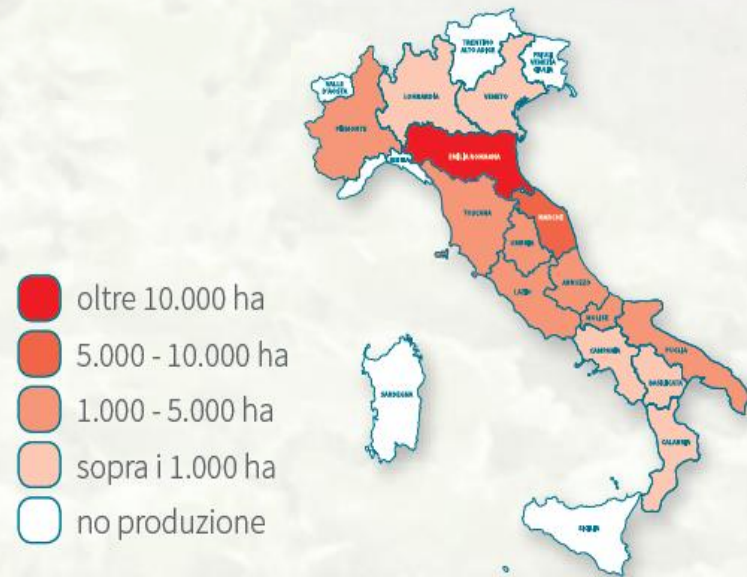 TRENTINO
ALTO ADIGE
FRIULI
VENEZIA
GIULIA
VALLE
D'AOSTA
LOMBARDIA
VENETO
PIEMONTE
EMILIA ROMAGNA
LIGURIA
TOSCANA
MARCHE
UMBRIA
LAZIO
ABRUZZO
MOLISE
CAMPANIA
PUGLIA
BASILICATA
SARDEGNA
CALABRIA
SICILIA
oltre 10.000 ha
5.000 - 10.000 ha
1.000 - 5.000 ha
sopra i 1.000 ha
no produzione